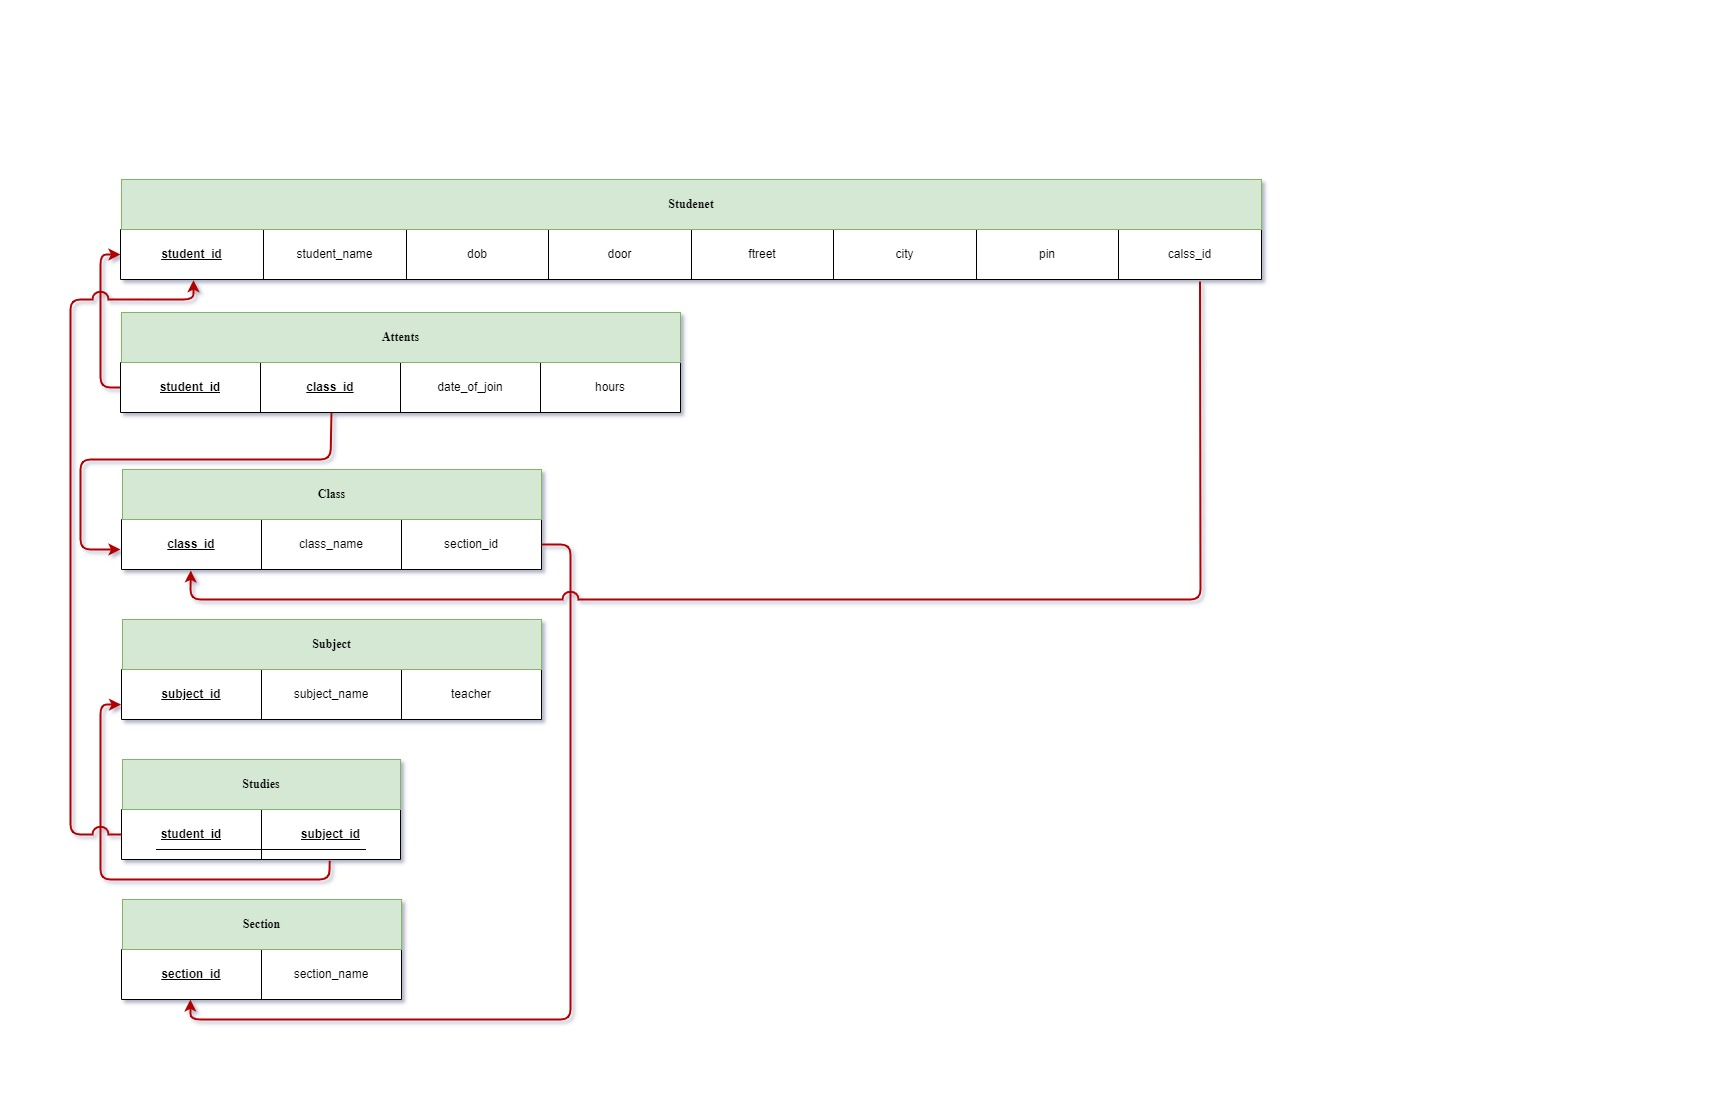 Studenet
student_id student_name dob door ftreet city pin calss_id
Attents
student_id class_id date_of_join hours
Class
class_id class_name section_id
Subject
subject_id subject_name teacher
Studies
student_id subject_id
Section
section_id section_name